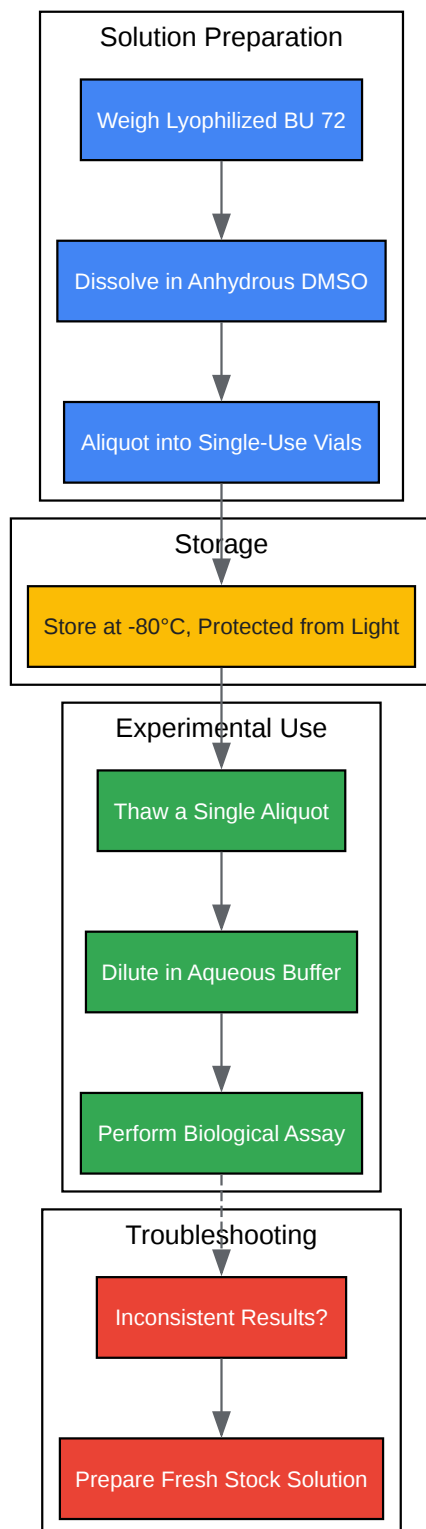 Solution Preparation
Weigh Lyophilized BU 72
Dissolve in Anhydrous DMSO
Aliquot into Single-Use Vials
Storage
Store at -80°C, Protected from Light
Experimental Use
Thaw a Single Aliquot
Dilute in Aqueous Buffer
Perform Biological Assay
Troubleshooting
Inconsistent Results?
Prepare Fresh Stock Solution